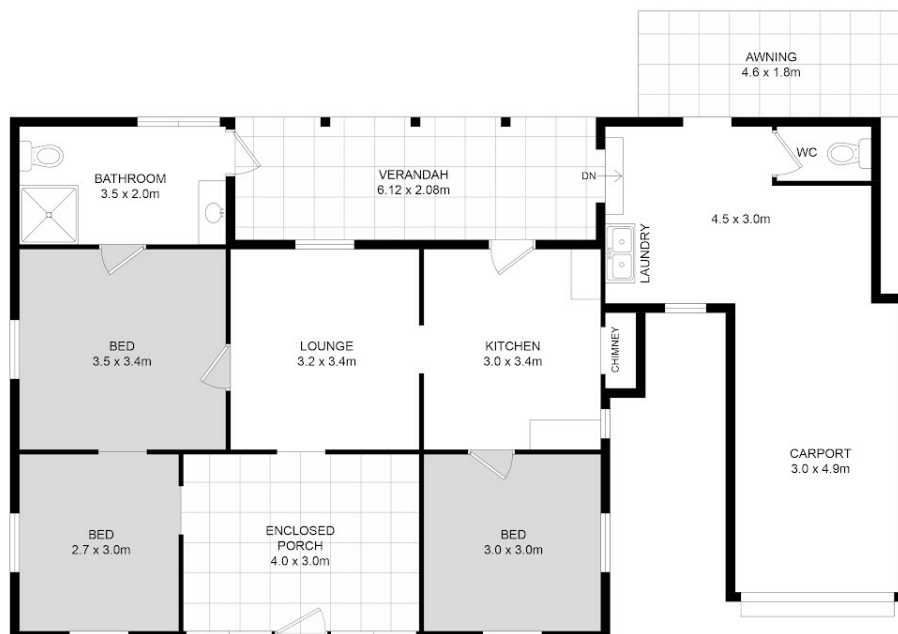 AWNING
4.6 x 1.8m
WC
BATHROOM
3.5 x 2.0m
VERANDAH
6.12 x 2.08m
DN
4.5 x 3.0m
LAUNDRY
BED
3.5 x 3.4m
LOUNGE
3.2 x 3.4m
KITCHEN
3.0 x 3.4m
CHIMNEY
CARPORT
3.0 x 4.9m
BED
2.7 x 3.0m
ENCLOSED
PORCH
4.0 x 3.0m
BED
3.0 x 3.0m